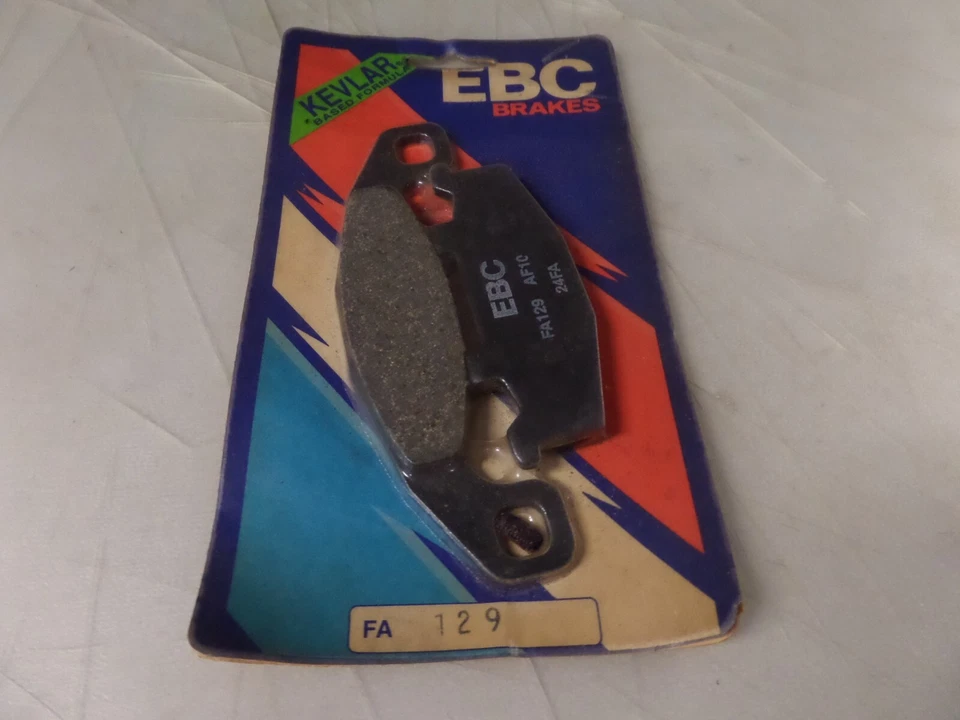 KEVLAR
BASED FORMULA
EBC
BRAKES
EBC
FA129 AF10
24FA
FA 129